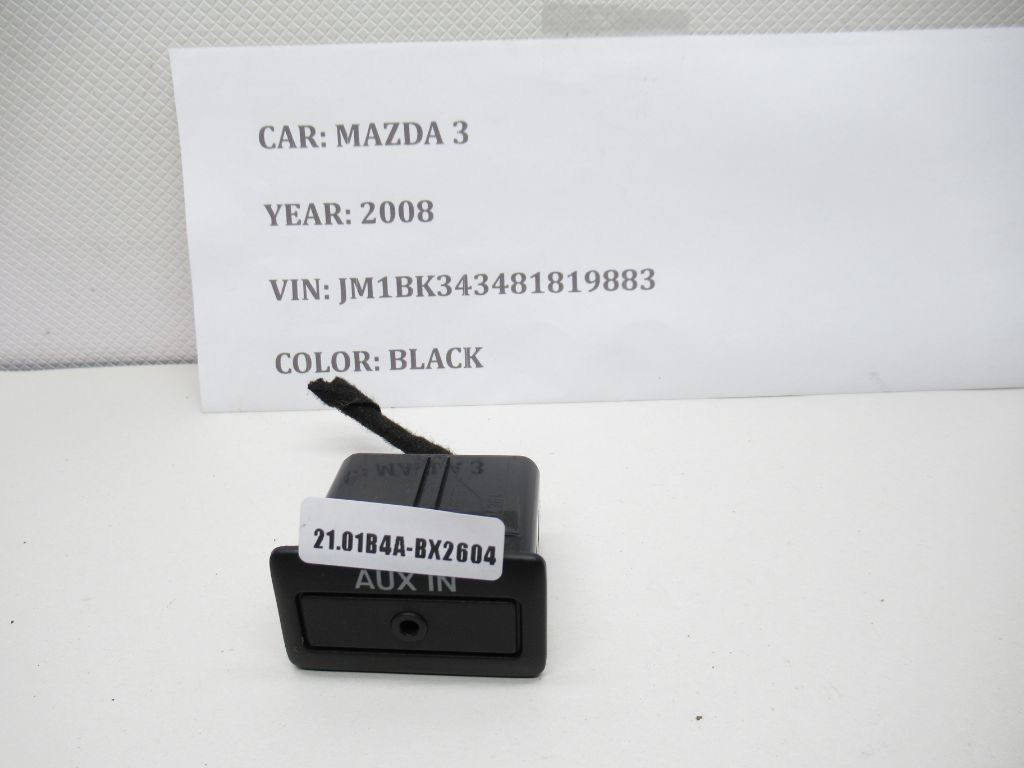 CAR: MAZDA 3
YEAR: 2008
VIN: JM1BK343481819883
COLOR: BLACK
21.01B4A-BX2604
AUX IN